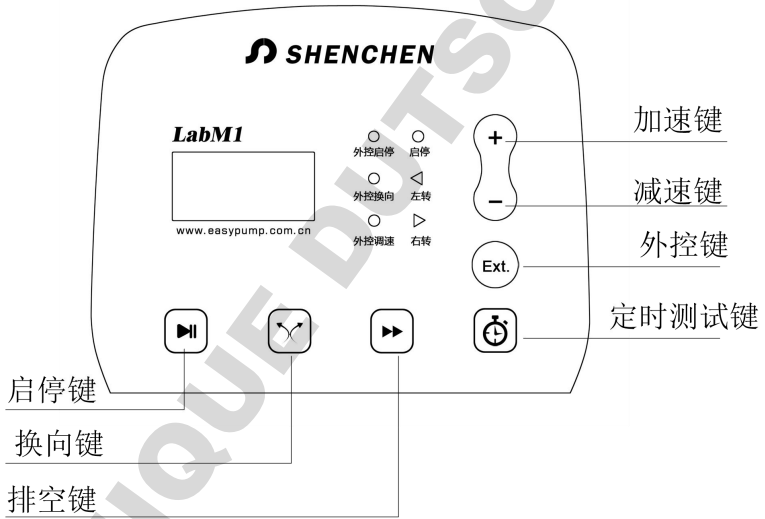 SHENCHEN
LabM1
www.easypump.com.cn
外控启停 启停
外控换向 左转
外控调速 右转
+
−
Ext.
加速键
减速键
外控键
定时测试键
启停键
换向键
排空键